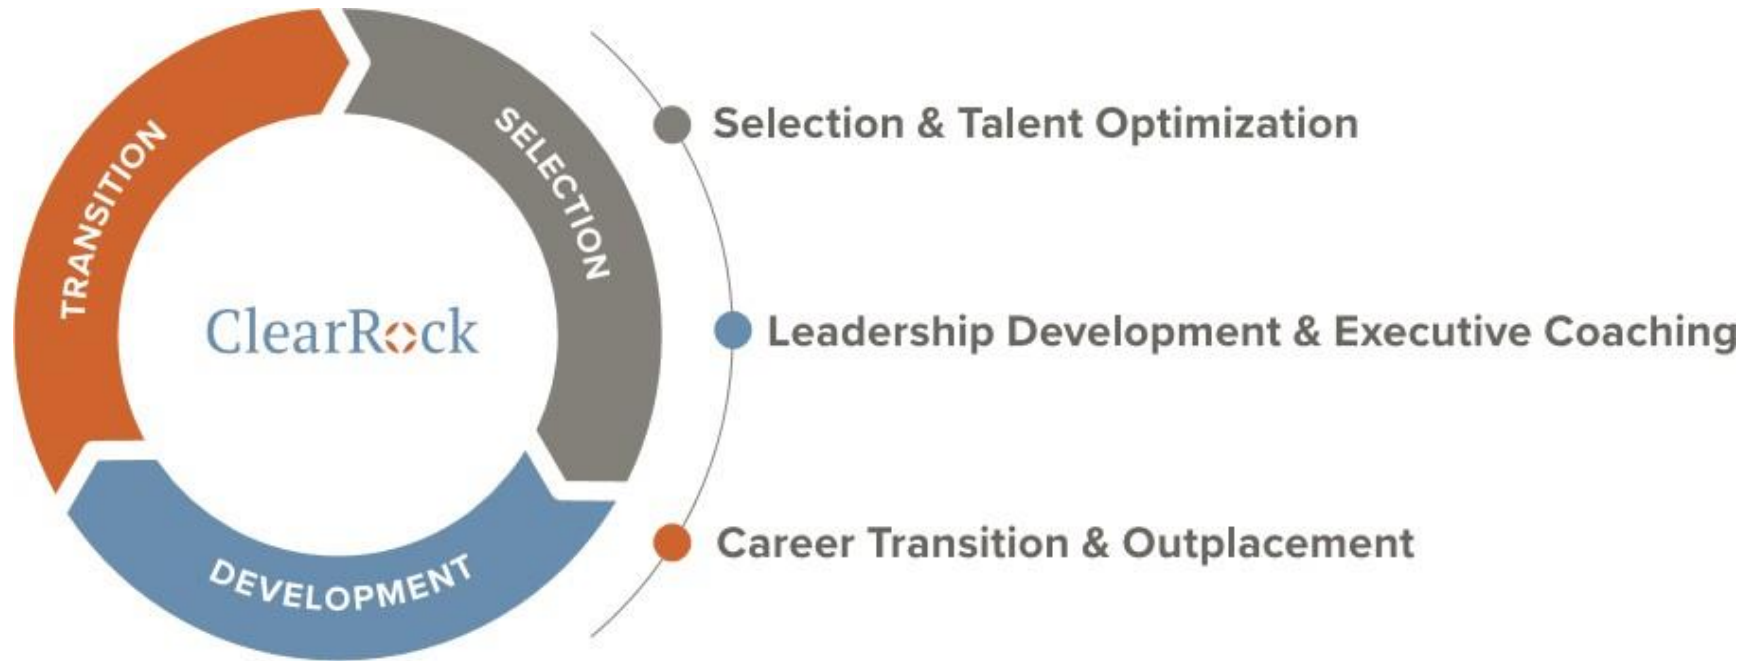 TRANSITION
SELECTION
DEVELOPMENT
ClearRock
Selection & Talent Optimization
Leadership Development & Executive Coaching
Career Transition & Outplacement